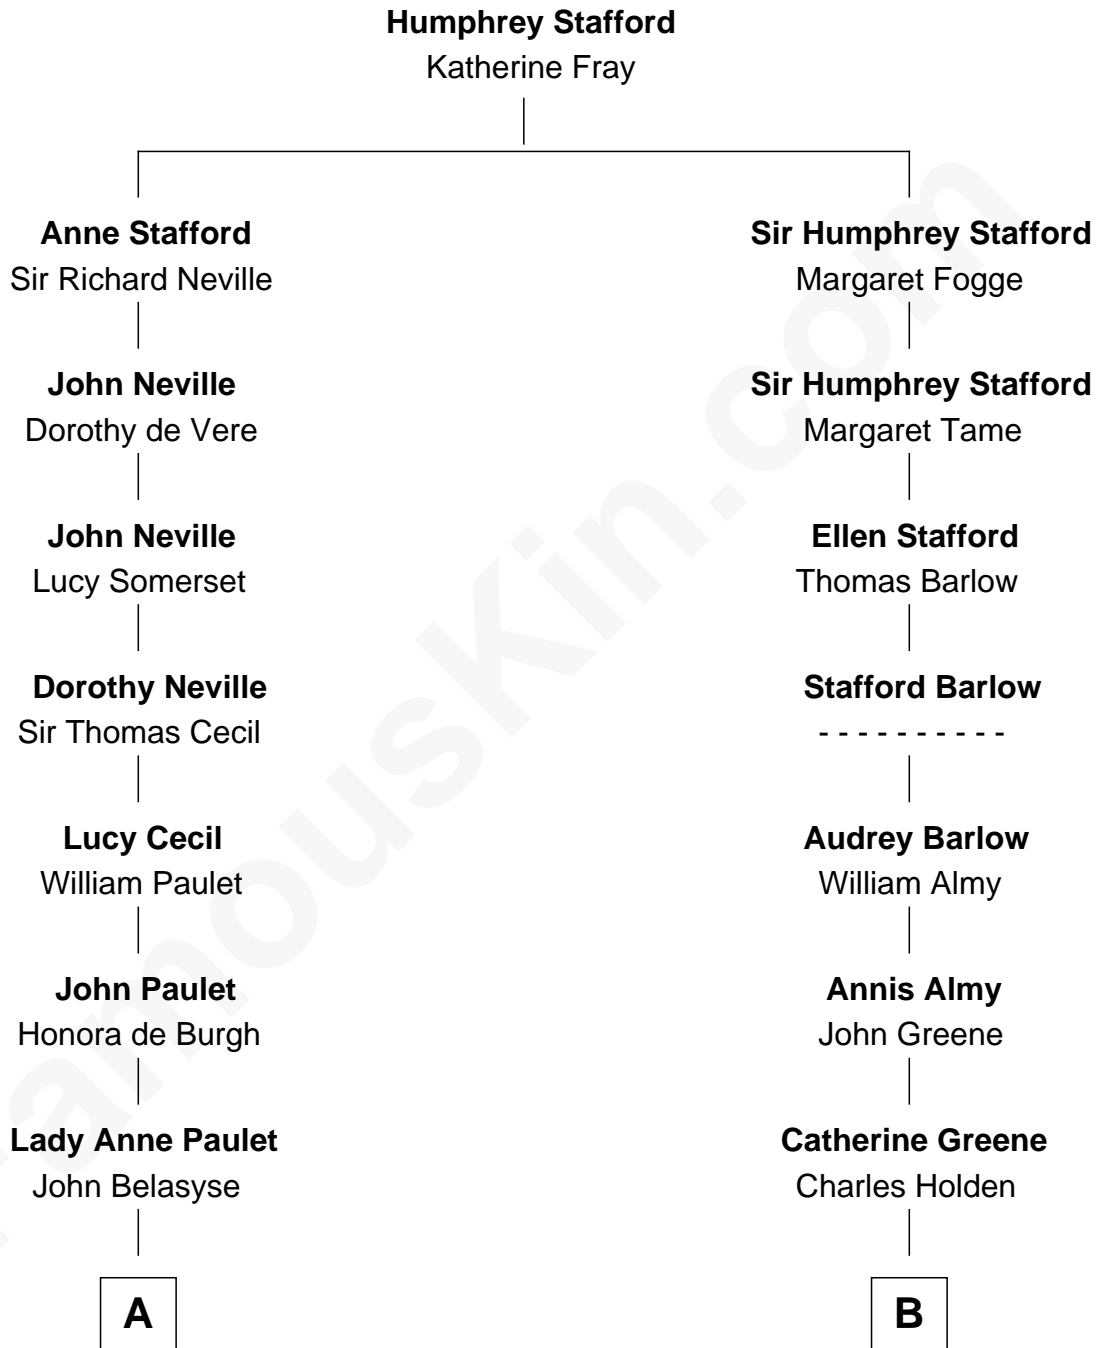 Humphrey Stafford
Katherine Fray
Anne Stafford
Sir Richard Neville
John Neville
Dorothy de Vere
John Neville
Lucy Somerset
Dorothy Neville
Sir Thomas Cecil
Lucy Cecil
William Paulet
John Paulet
Honora de Burgh
Lady Anne Paulet
John Belasyse
A
Sir Humphrey Stafford
Margaret Fogge
Sir Humphrey Stafford
Margaret Tame
Ellen Stafford
Thomas Barlow
Stafford Barlow
- - - - - - - - - -
Audrey Barlow
William Almy
Annis Almy
John Greene
Catherine Greene
Charles Holden
B
FamousKin.com